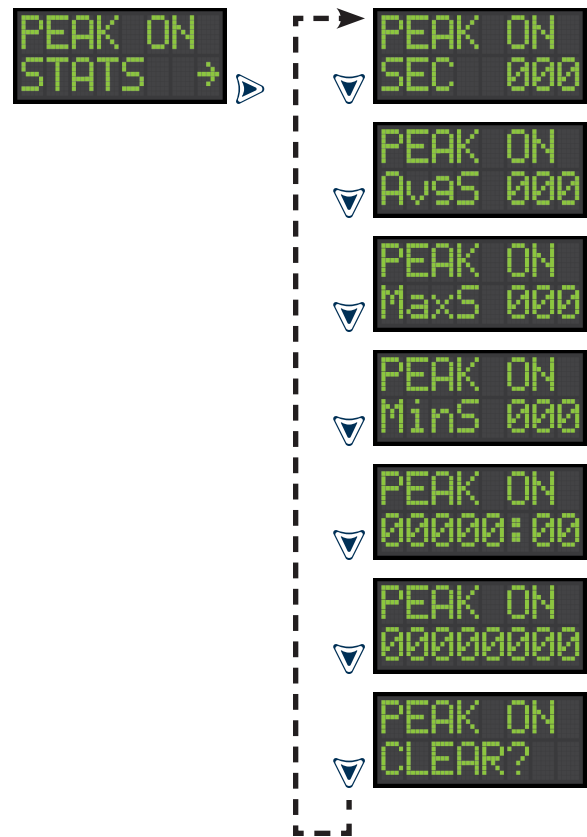 PEAK ON
STATS →
PEAK ON
SEC 000
PEAK ON
AvgS 000
PEAK ON
MaxS 000
PEAK ON
MinS 000
PEAK ON
00000:00
PEAK ON
00000000
PEAK ON
CLEAR?